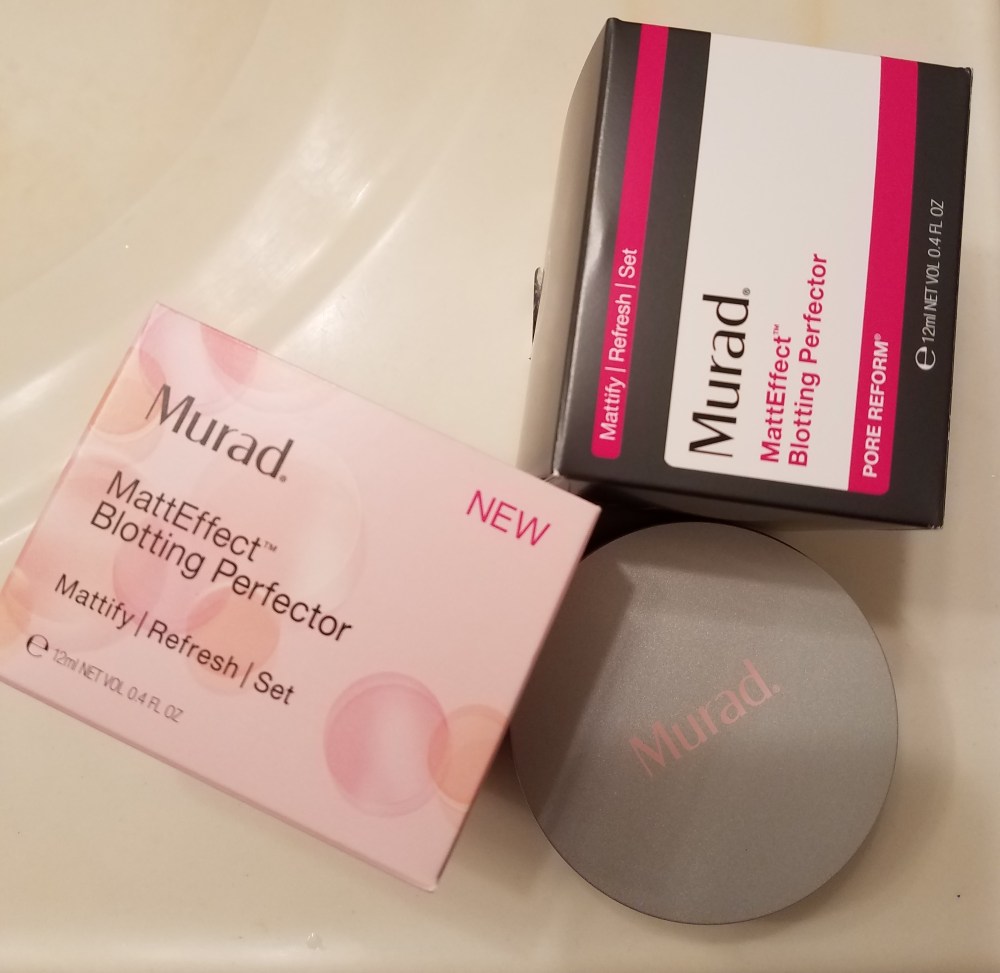 Murad®
MattEffect™
Blotting Perfector
Mattify | Refresh | Set
℮ 12ml NET VOL 0.4 FL OZ
NEW
Mattify | Refresh | Set
Murad®
MattEffect™
Blotting Perfector
PORE REFORM®
℮ 12ml NET VOL 0.4 FL OZ
Murad.